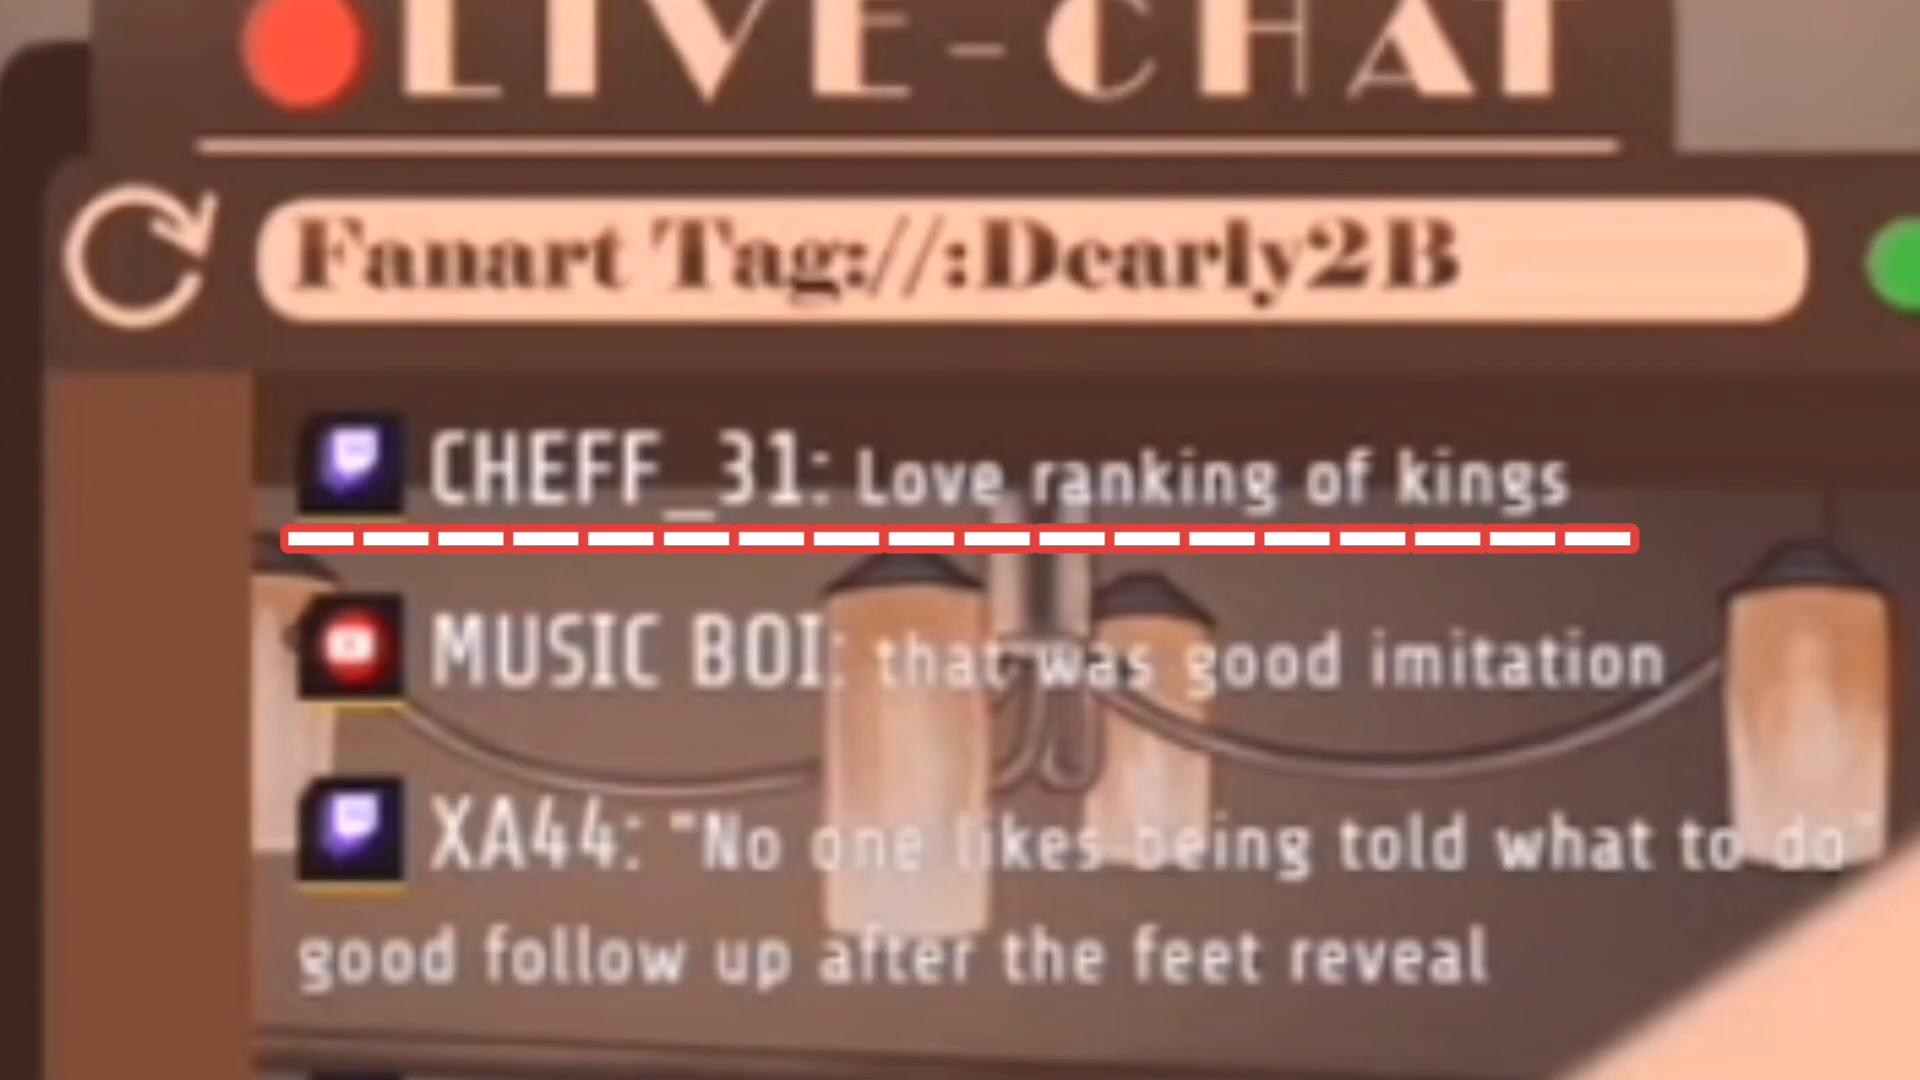 LIVE-CHAT
Fanart Tag://:Dearly2B
CHEFF_31: Love ranking of kings
MUSIC BOI: that was good imitation
XA44: "No one likes being told what to do"
good follow up after the feet reveal